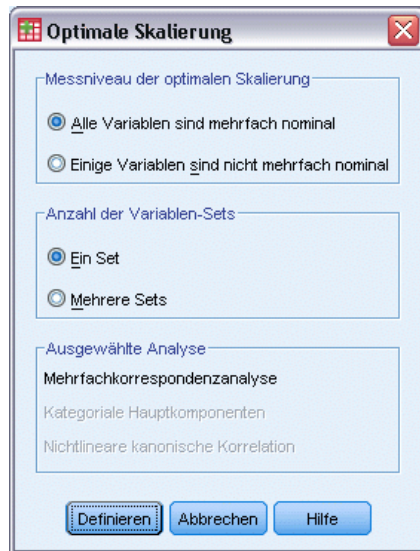 Optimale Skalierung
Messniveau der optimalen Skalierung
Alle Variablen sind mehrfach nominal
Einige Variablen sind nicht mehrfach nominal
Anzahl der Variablen-Sets
Ein Set
Mehrere Sets
Ausgewählte Analyse
Mehrfachkorrespondenzanalyse
Kategoriale Hauptkomponenten
Nichtlineare kanonische Korrelation
Definieren Abbrechen Hilfe